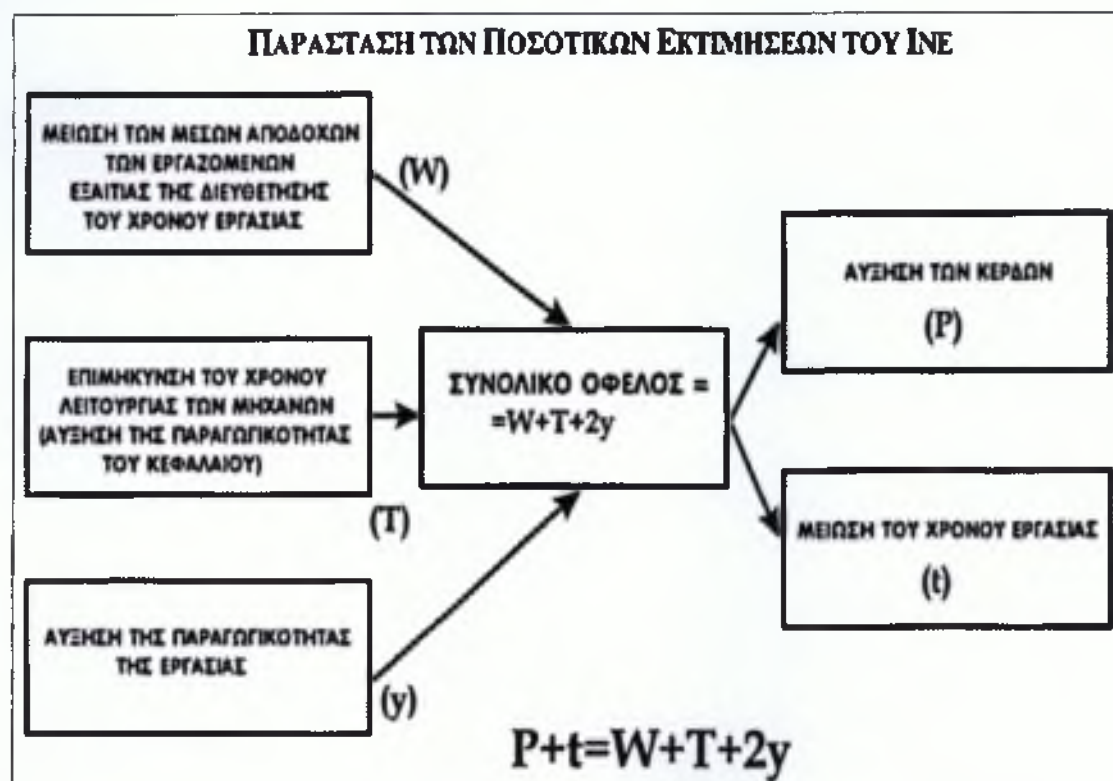 ΠΑΡΑΣΤΑΣΗ ΤΩΝ ΠΟΣΟΤΙΚΩΝ ΕΚΤΙΜΗΣΕΩΝ ΤΟΥ ΙΝΕ
ΜΕΙΩΣΗ ΤΩΝ ΜΕΣΩΝ ΑΠΟΔΟΧΩΝ
ΤΩΝ ΕΡΓΑΖΟΜΕΝΩΝ
ΕΞΑΙΤΙΑΣ ΤΗΣ ΔΙΕΥΘΕΤΗΣΗΣ
ΤΟΥ ΧΡΟΝΟΥ ΕΡΓΑΣΙΑΣ
(W)
ΕΠΙΜΗΚΥΝΣΗ ΤΟΥ ΧΡΟΝΟΥ
ΛΕΙΤΟΥΡΓΙΑΣ ΤΩΝ ΜΗΧΑΝΩΝ
(ΑΥΞΗΣΗ ΤΗΣ ΠΑΡΑΓΩΓΙΚΟΤΗΤΑΣ
ΤΟΥ ΚΕΦΑΛΑΙΟΥ)
(T)
ΑΥΞΗΣΗ ΤΗΣ ΠΑΡΑΓΩΓΙΚΟΤΗΤΑΣ
ΤΗΣ ΕΡΓΑΣΙΑΣ
(y)
ΣΥΝΟΛΙΚΟ ΟΦΕΛΟΣ =
=W+T+2y
ΑΥΞΗΣΗ ΤΩΝ ΚΕΡΔΩΝ
(P)
ΜΕΙΩΣΗ ΤΟΥ ΧΡΟΝΟΥ ΕΡΓΑΣΙΑΣ
(t)
P+t=W+T+2y